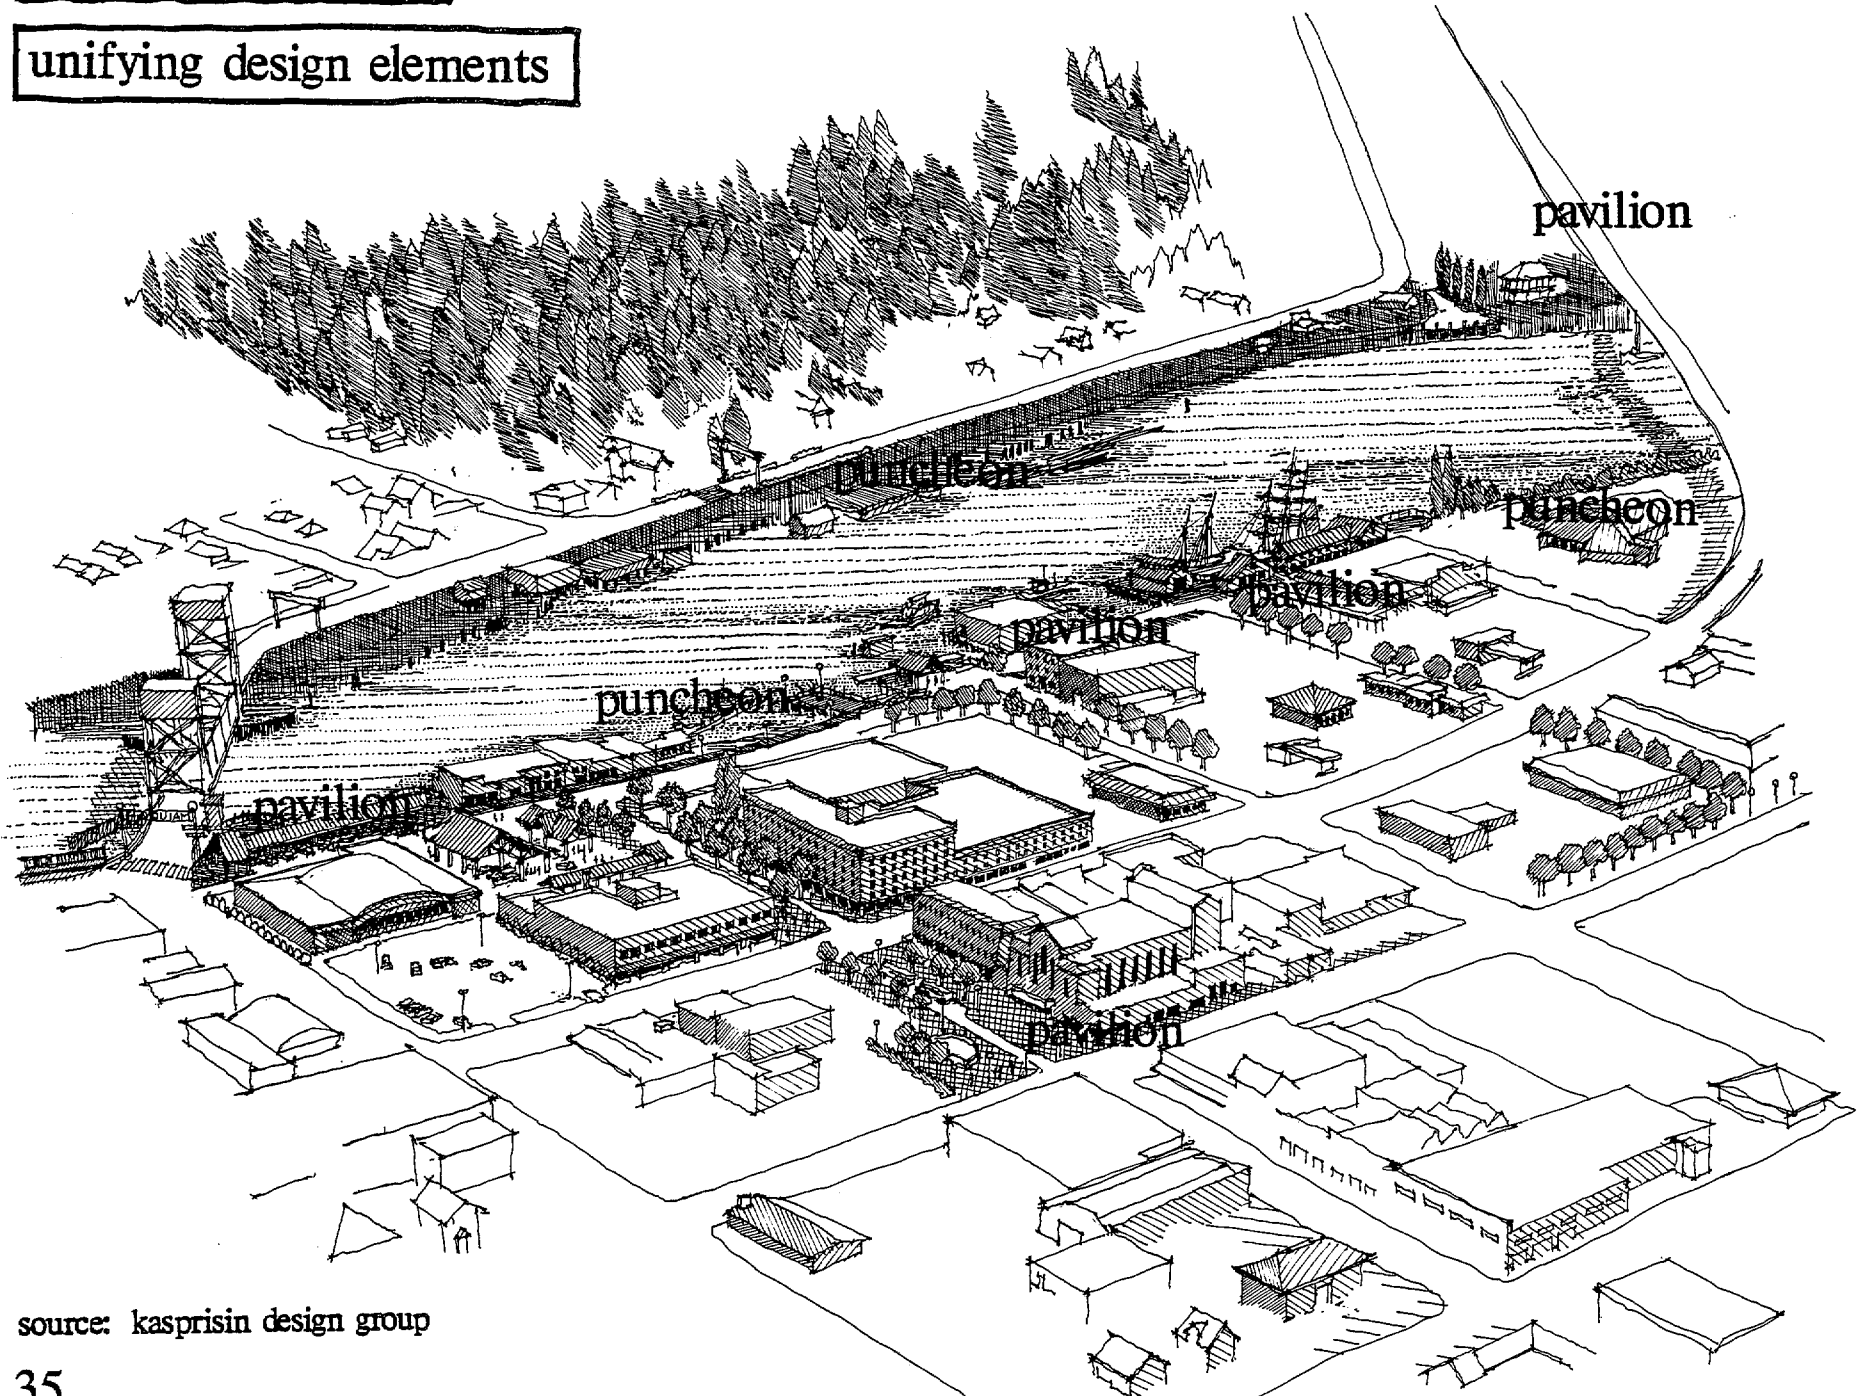 unifying design elements
pavilion
puncheon
puncheon
pavilion
pavilion
puncheon
pavilion
pavilion
source: kasprisin design group
35